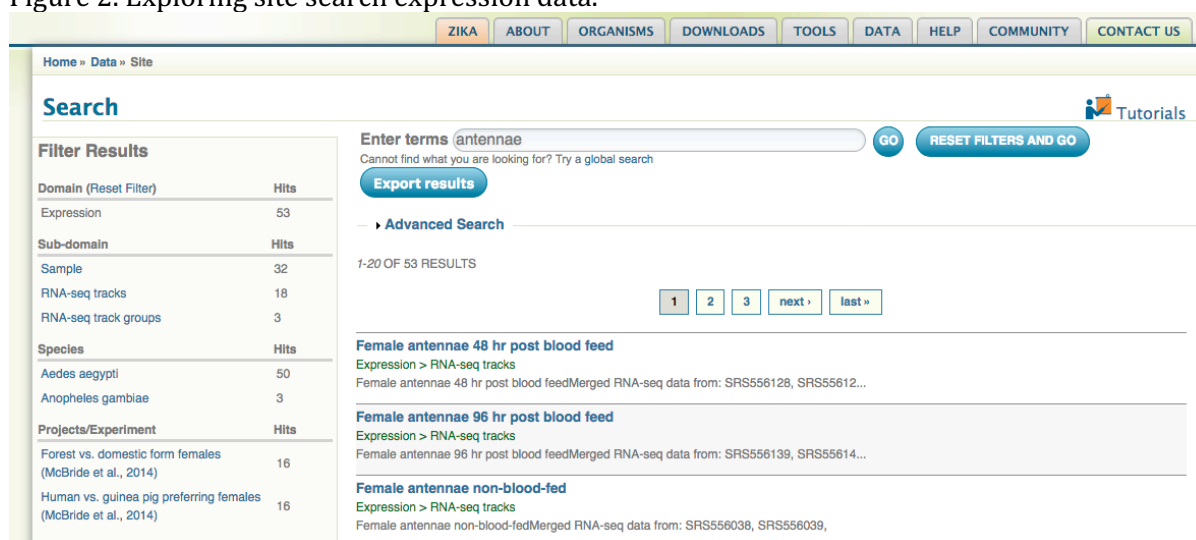 Figure 2. Exploring site search expression data.
ZIKA ABOUT ORGANISMS DOWNLOADS TOOLS DATA HELP COMMUNITY CONTACT US
Home » Data » Site
Search
Tutorials
Filter Results
Domain (Reset Filter) Hits
Expression 53
Sub-domain Hits
Sample 32
RNA-seq tracks 18
RNA-seq track groups 3
Species Hits
Aedes aegypti 50
Anopheles gambiae 3
Projects/Experiment Hits
Forest vs. domestic form females
(McBride et al., 2014) 16
Human vs. guinea pig preferring females
(McBride et al., 2014) 16
Enter terms antennae GO RESET FILTERS AND GO
Cannot find what you are looking for? Try a global search
Export results
Advanced Search
1-20 OF 53 RESULTS
1 2 3 next › last »
Female antennae 48 hr post blood feed
Expression > RNA-seq tracks
Female antennae 48 hr post blood feedMerged RNA-seq data from: SRS556128, SRS55612...
Female antennae 96 hr post blood feed
Expression > RNA-seq tracks
Female antennae 96 hr post blood feedMerged RNA-seq data from: SRS556139, SRS55614...
Female antennae non-blood-fed
Expression > RNA-seq tracks
Female antennae non-blood-fedMerged RNA-seq data from: SRS556038, SRS556039,